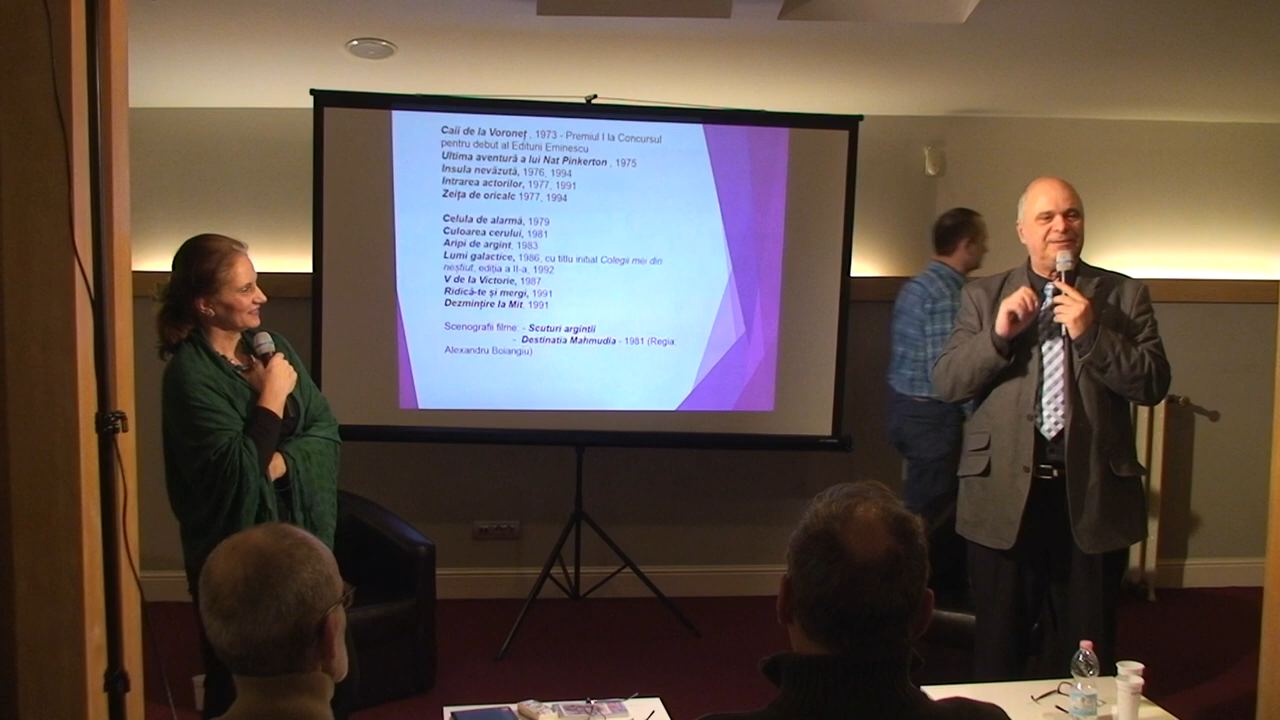 Caii de la Voroneț , 1973 - Premiul I la Concursul
pentru debut al Editurii Eminescu
Ultima aventură a lui Nat Pinkerton , 1975
Insula nevăzută, 1976, 1994
Intrarea actorilor, 1977, 1991
Zeița de oricalc 1977, 1994
Celula de alarmă, 1979
Culoarea cerului, 1981
Aripi de argint, 1983
Lumi galactice, 1986, cu titlu initial Colegii mei din
neștiut, ediția a II-a, 1992
V de la Victorie, 1987
Ridică-te și mergi, 1991
Dezmințire la Mit, 1991
Scenografii filme: - Scuturi argintii
- Destinatia Mahmudia - 1981 (Regia
Alexandru Boiangiu)